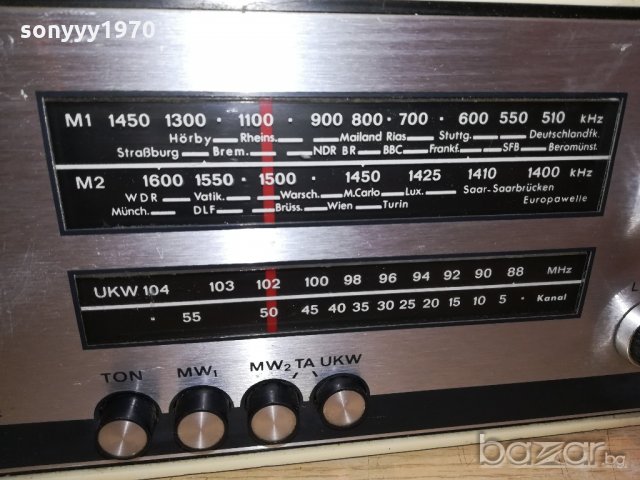 sonyyy1970
M1 1450 1300 · 1100 · 900 800 · 700 · 600 550 510 kHz
Hörby Rheins. Mailand Rias Stuttg. Deutschlandfk.
Straßburg Brem. NDR BR BBC Frankf. SFB Beromünst.
M2 1600 1550 · 1500 · 1450 1425 1410 1400 kHz
WDR Vatik. Warsch. M.Carlo Lux. Saar-Saarbrücken
Münch. DLF Brüss. Wien Turin Europawelle
UKW 104 103 102 100 98 96 94 92 90 88 MHz
· 55 50 45 40 35 30 25 20 15 10 5 · Kanal
TON MW1 MW2 TA UKW
L
bazar.bg